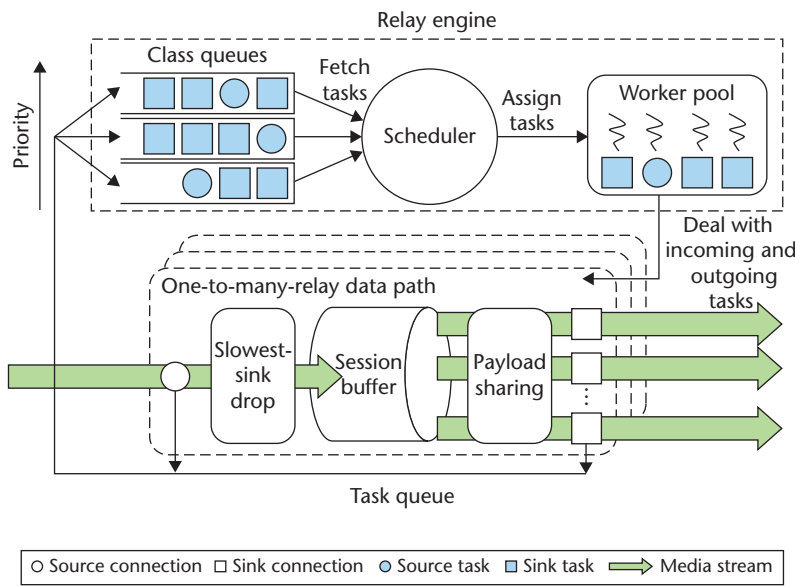 Relay engine
Class queues
Fetch
tasks
Priority
Scheduler
Assign
tasks
Worker pool
Deal with
incoming and
outgoing
tasks
One-to-many-relay data path
Slowest-
sink
drop
Session
buffer
Payload
sharing
Task queue
Source connection
Sink connection
Source task
Sink task
Media stream